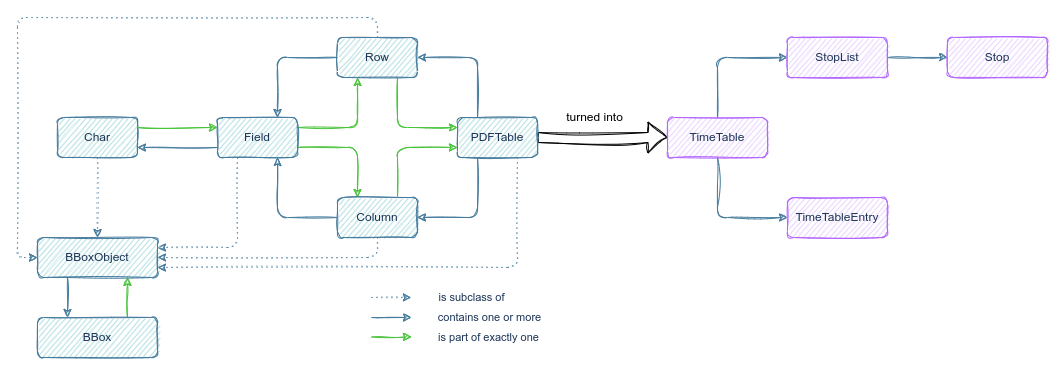 Row
StopList
Stop
turned into
Char
Field
PDFTable
TimeTable
Column
TimeTableEntry
BBoxObject
is subclass of
contains one or more
is part of exactly one
BBox